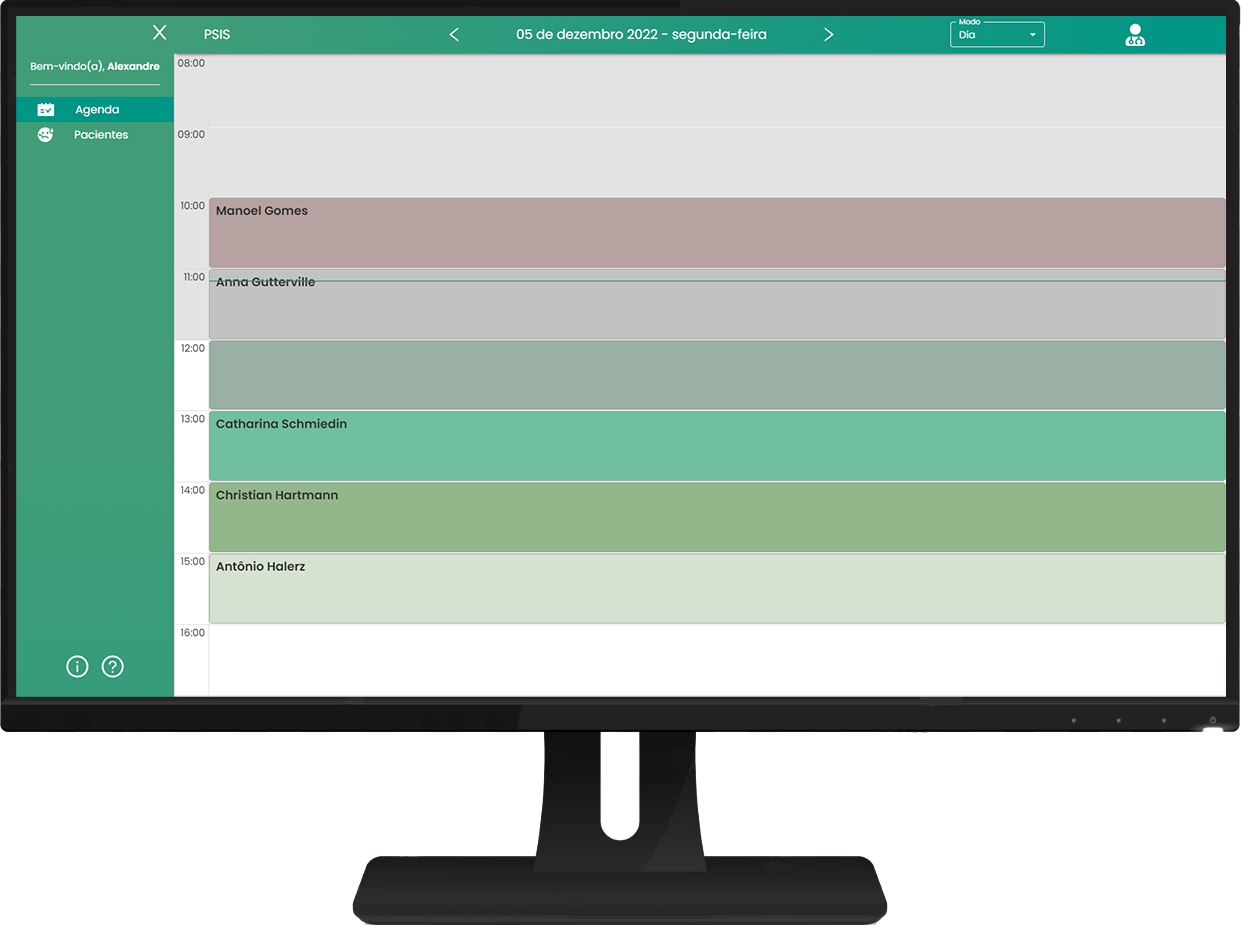 PSIS
05 de dezembro 2022 - segunda-feira
Modo
Dia
Bem-vindo(a), Alexandre
Agenda
Pacientes
08:00
09:00
10:00
Manoel Gomes
11:00
Anna Gutterville
12:00
13:00
Catharina Schmiedin
14:00
Christian Hartmann
15:00
Antônio Halerz
16:00